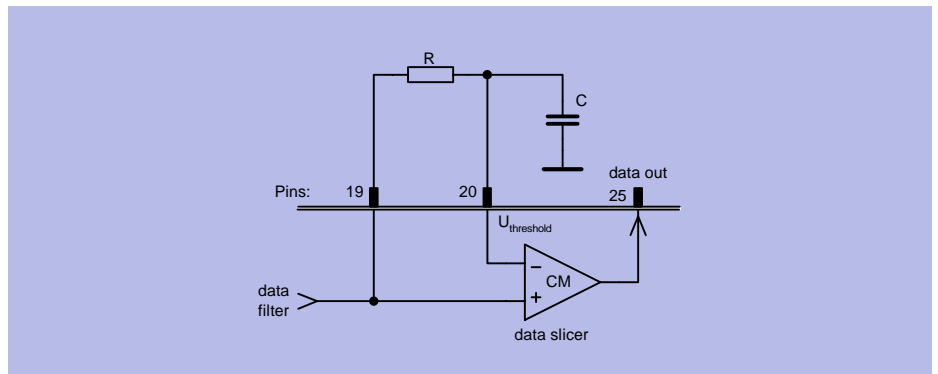 R
C
data out
Pins: 19 20 25
Uthreshold
CM
data
filter
data slicer